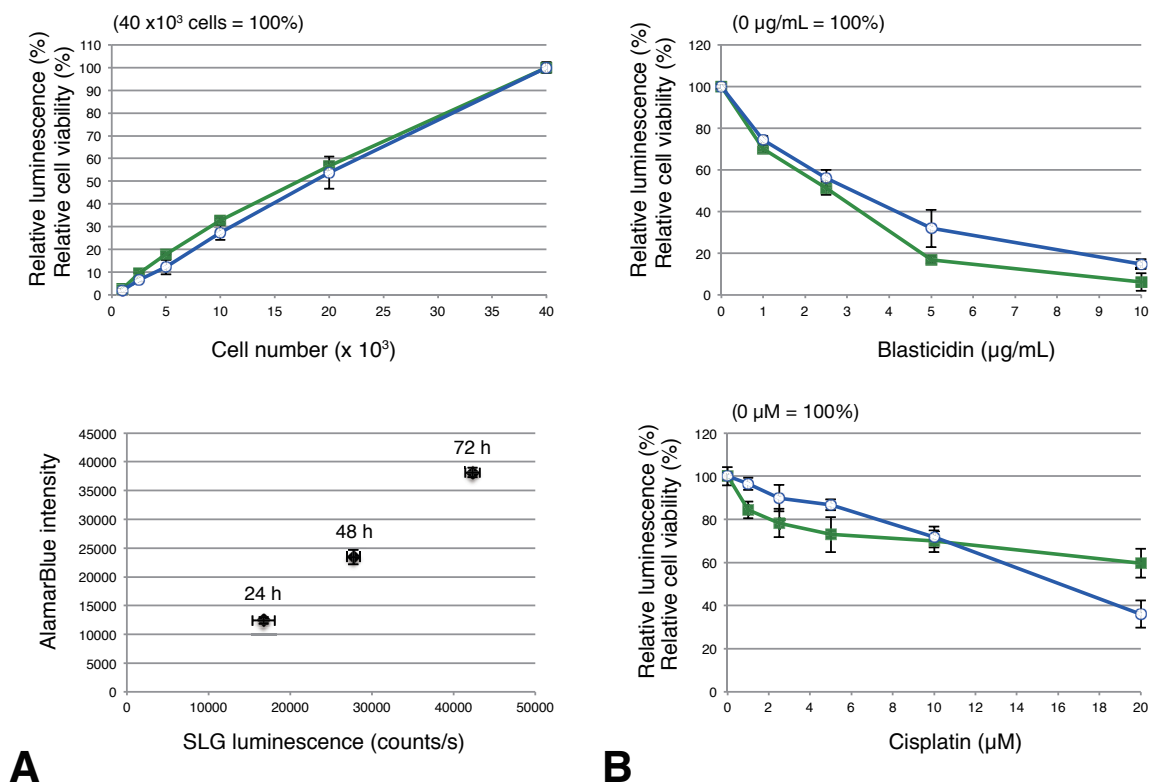 (40 x10³ cells = 100%)
Relative luminescence (%)
Relative cell viability (%)
110
100
90
80
70
60
50
40
30
20
10
0
0 5 10 15 20 25 30 35 40
Cell number (x 10³)
(0 µg/mL = 100%)
Relative luminescence (%)
Relative cell viability (%)
120
100
80
60
40
20
0
0 1 2 3 4 5 6 7 8 9 10
Blasticidin (µg/mL)
AlamarBlue intensity
45000
40000
35000
30000
25000
20000
15000
10000
5000
0
72 h
48 h
24 h
0 10000 20000 30000 40000 50000
SLG luminescence (counts/s)
A
(0 µM = 100%)
Relative luminescence (%)
Relative cell viability (%)
120
100
80
60
40
20
0
0 2 4 6 8 10 12 14 16 18 20
Cisplatin (µM)
B